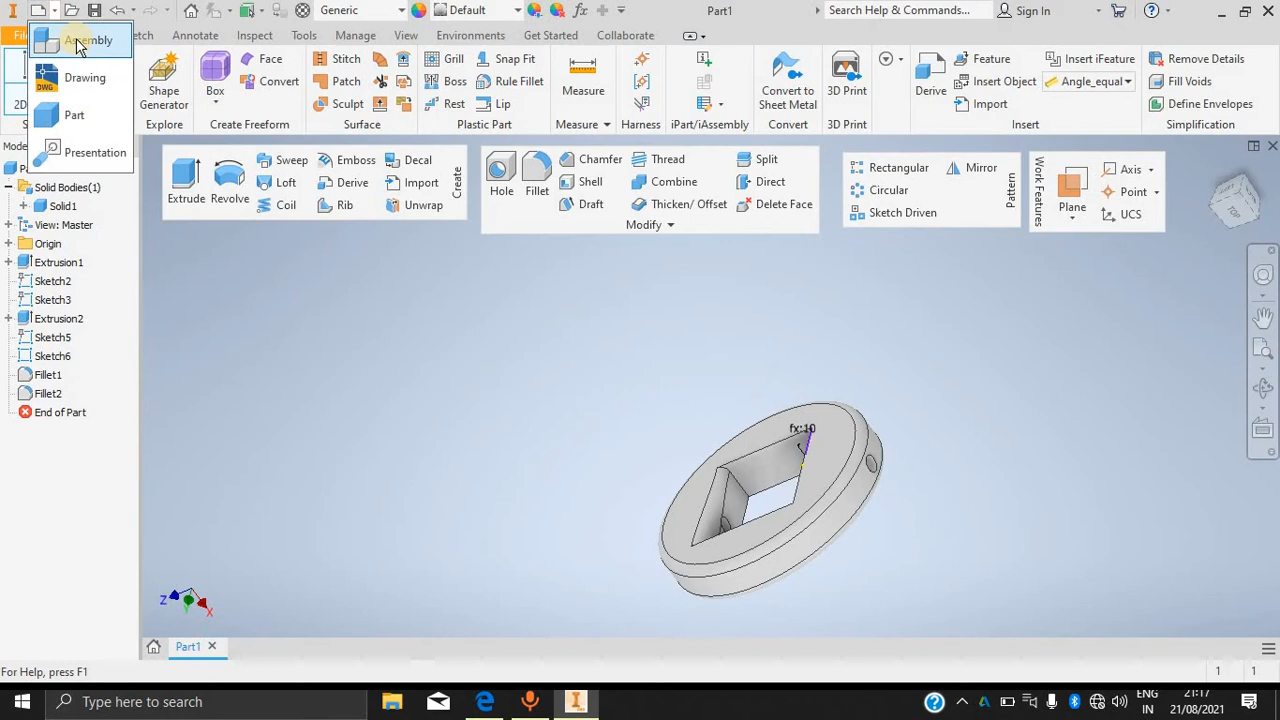 Generic
Default
fx
Part1
Search Help & Commands...
Sign In
Assembly
Drawing
DWG
Part
Presentation
Annotate
Inspect
Tools
Manage
View
Environments
Get Started
Collaborate
Shape
Generator
Explore
Box
Face
Convert
Create Freeform
Stitch
Patch
Sculpt
Surface
Grill
Boss
Rest
Snap Fit
Rule Fillet
Lip
Plastic Part
Measure
Measure
Harness
iPart/iAssembly
Convert to
Sheet Metal
Convert
3D Print
3D Print
Derive
Feature
Insert Object
Import
Insert iFeature
Angle_equal
Insert
Remove Details
Fill Voids
Define Envelopes
Extrude
Revolve
Sweep
Loft
Coil
Emboss
Derive
Rib
Decal
Import
Unwrap
Create
Hole
Fillet
Chamfer
Shell
Draft
Thread
Combine
Thicken/ Offset
Split
Direct
Delete Face
Modify
Rectangular
Circular
Sketch Driven
Mirror
Pattern
Work Features
Plane
Axis
Point
UCS
Solid Bodies(1)
Solid1
View: Master
Origin
Extrusion1
Sketch2
Sketch3
Extrusion2
Sketch5
Sketch6
Fillet1
Fillet2
End of Part
TOP
fx:10
Z
Y
X
Part1
For Help, press F1
1
1
Type here to search
ENG
IN
21:17
21/08/2021